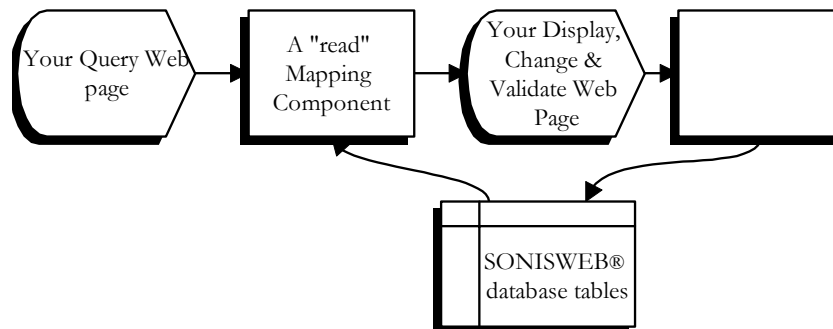 Your Query Web
page
A "read"
Mapping
Component
Your Display,
Change &
Validate Web
Page
SONISWEB®
database tables